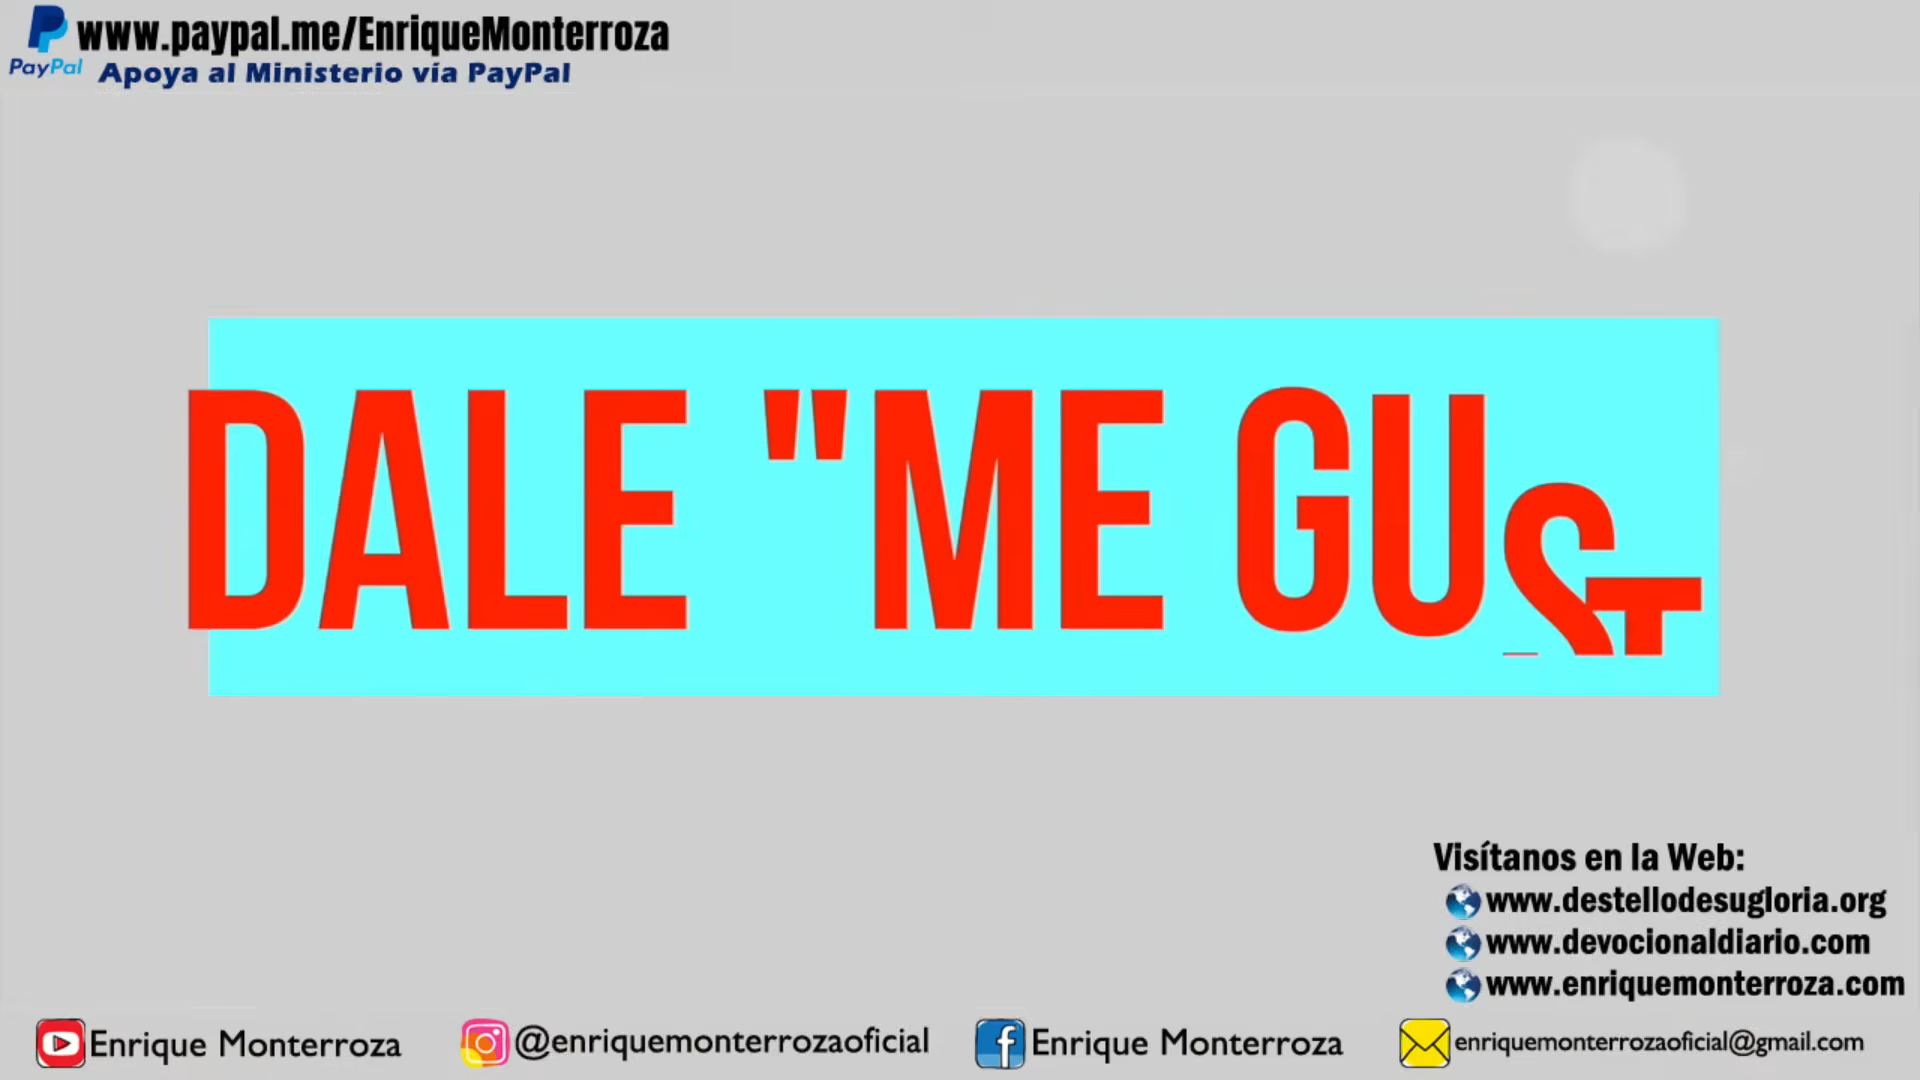 www.paypal.me/EnriqueMonterroza
PayPal
Apoya al Ministerio vía PayPal
DALE "ME GUST
Visítanos en la Web:
www.destellodesugloria.org
www.devocionaldiario.com
www.enriquemonterroza.com
Enrique Monterroza
@enriquemonterrozaoficial
Enrique Monterroza
enriquemonterrozaoficial@gmail.com